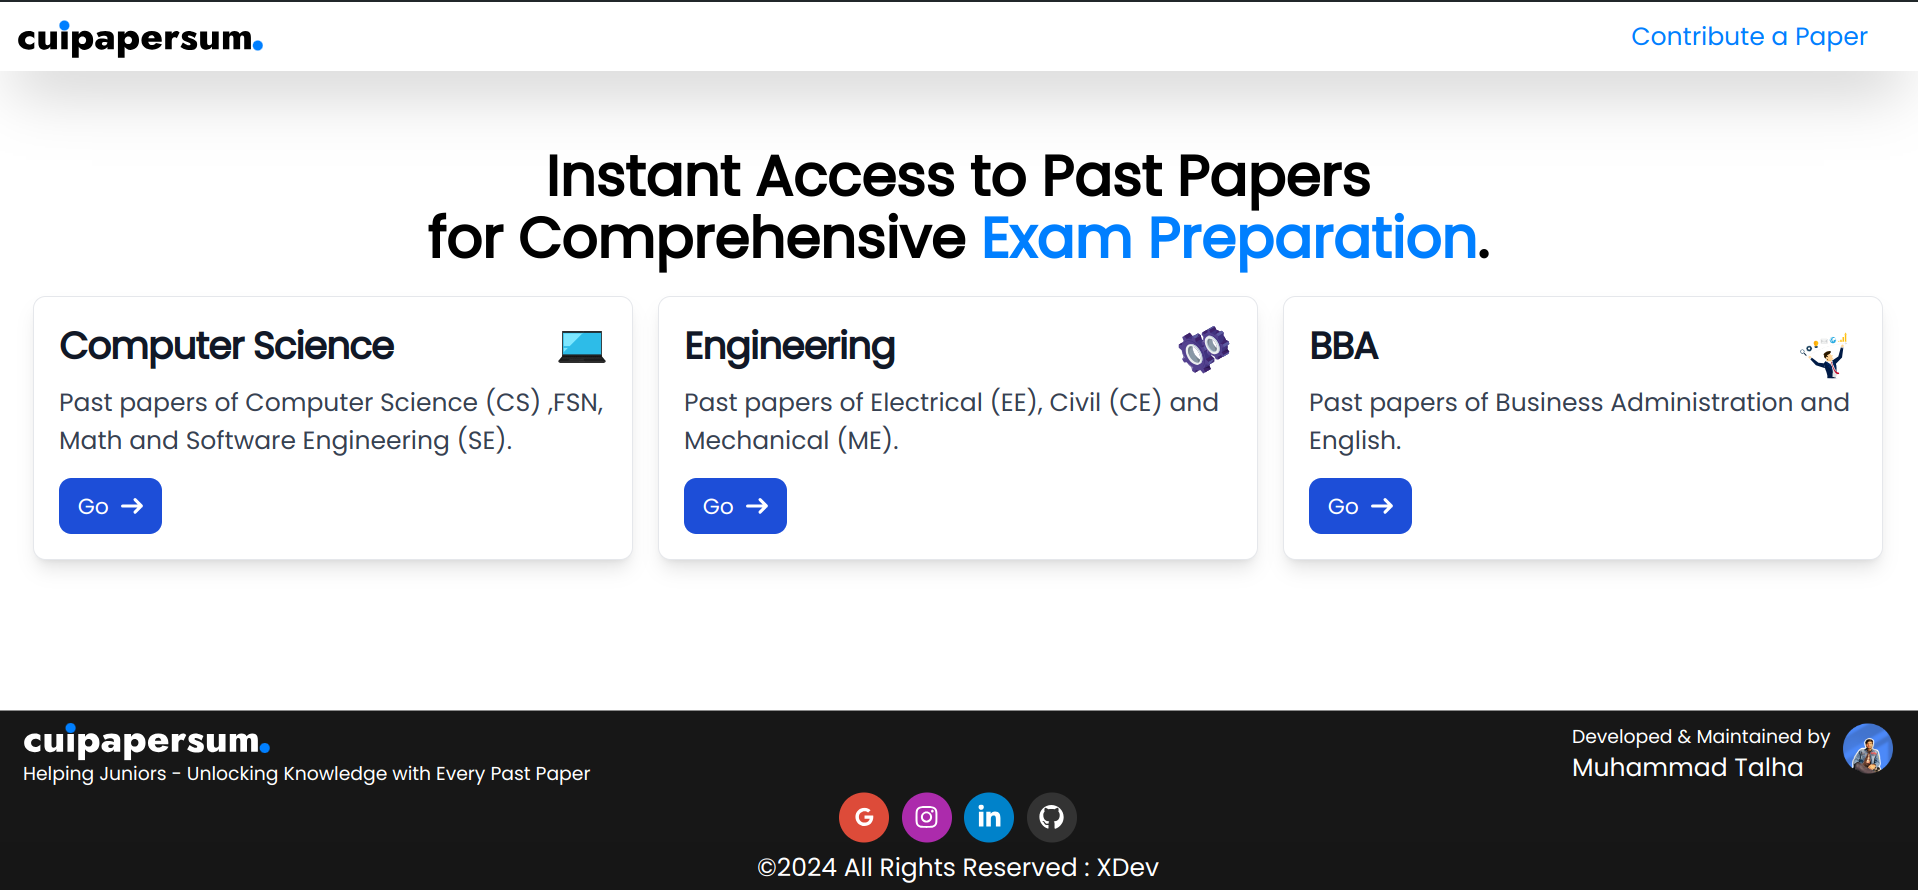 cuipapersum.
Contribute a Paper
Instant Access to Past Papers
for Comprehensive Exam Preparation.
Computer Science
Past papers of Computer Science (CS) ,FSN,
Math and Software Engineering (SE).
Go
Engineering
Past papers of Electrical (EE), Civil (CE) and
Mechanical (ME).
Go
BBA
Past papers of Business Administration and
English.
Go
cuipapersum.
Helping Juniors - Unlocking Knowledge with Every Past Paper
Developed & Maintained by
Muhammad Talha
G
in
©2024 All Rights Reserved : XDev